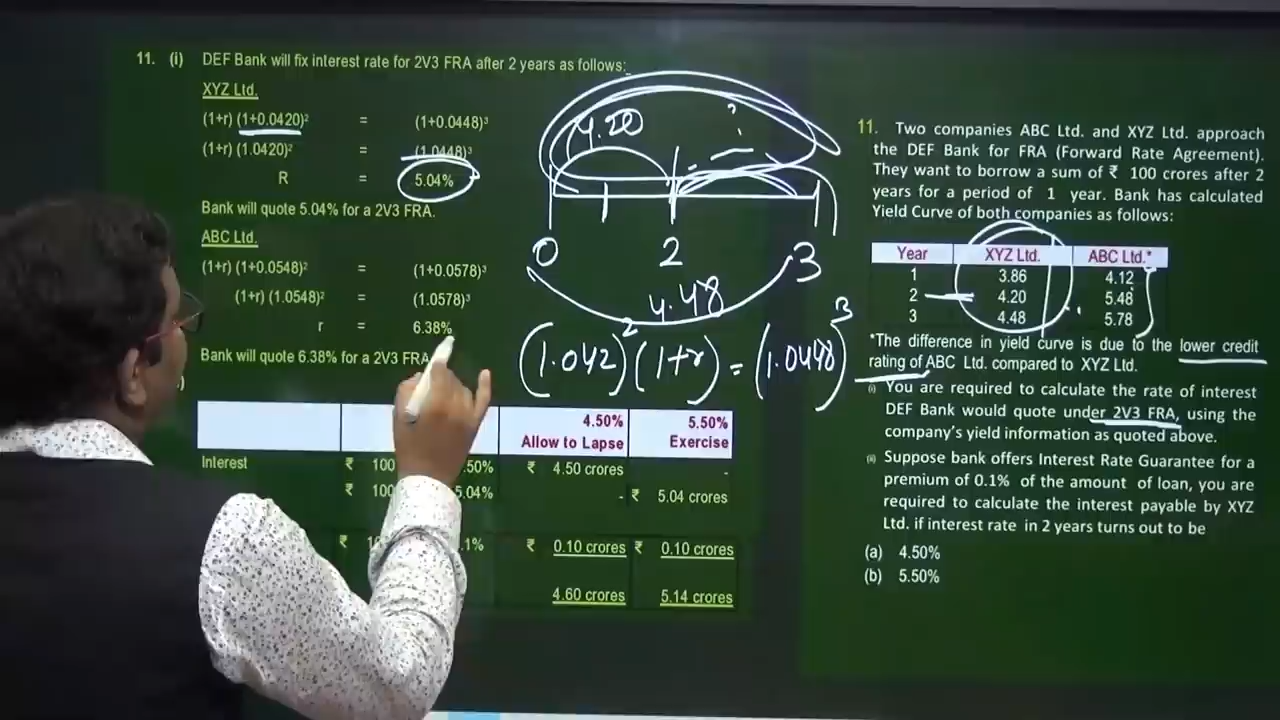 11. (i) DEF Bank will fix interest rate for 2V3 FRA after 2 years as follows:
XYZ Ltd.
(1+r) (1+0.0420)² = (1+0.0448)³
(1+r) (1.0420)² = (1.0448)³
R = 5.04%
Bank will quote 5.04% for a 2V3 FRA.
ABC Ltd.
(1+r) (1+0.0548)² = (1+0.0578)³
(1+r) (1.0548)² = (1.0578)³
r = 6.38%
Bank will quote 6.38% for a 2V3 FRA
)
4.50% 5.50%
Allow to Lapse Exercise
Interest ₹ 100 .50% ₹ 4.50 crores -
₹ 100 5.04% - ₹ 5.04 crores
₹ .1% ₹ 0.10 crores ₹ 0.10 crores
4.60 crores 5.14 crores
4.20 ?
0 2 3
4.48
(1.042)² (1+r) = (1.0448)³
11. Two companies ABC Ltd. and XYZ Ltd. approach
the DEF Bank for FRA (Forward Rate Agreement).
They want to borrow a sum of ₹ 100 crores after 2
years for a period of 1 year. Bank has calculated
Yield Curve of both companies as follows:
Year XYZ Ltd. ABC Ltd.*
1 3.86 4.12
2 4.20 5.48
3 4.48 5.78
*The difference in yield curve is due to the lower credit
rating of ABC Ltd. compared to XYZ Ltd.
(i) You are required to calculate the rate of interest
DEF Bank would quote under 2V3 FRA, using the
company's yield information as quoted above.
(ii) Suppose bank offers Interest Rate Guarantee for a
premium of 0.1% of the amount of loan, you are
required to calculate the interest payable by XYZ
Ltd. if interest rate in 2 years turns out to be
(a) 4.50%
(b) 5.50%